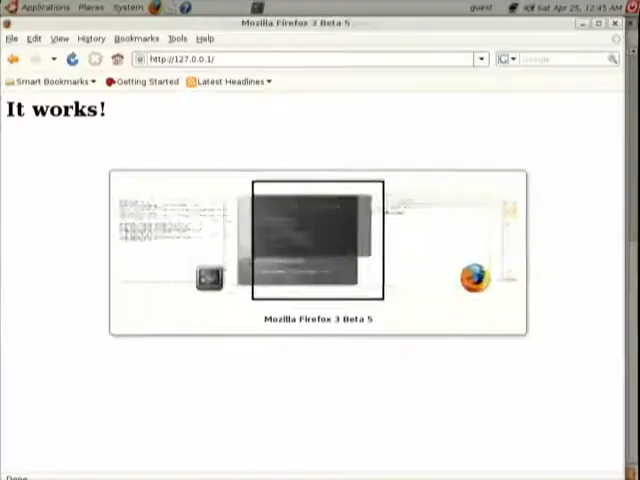 Applications Places System guest Sat Apr 25, 12:45 AM
Mozilla Firefox 3 Beta 5
File Edit View History Bookmarks Tools Help
http://127.0.0.1/ Google
Smart Bookmarks Getting Started Latest Headlines
It works!
Mozilla Firefox 3 Beta 5
Done